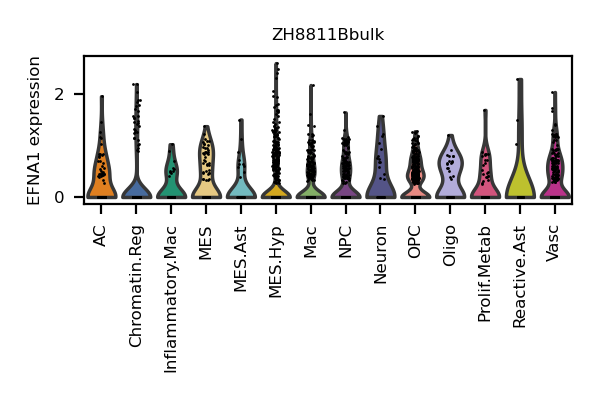 ZH8811Bbulk
EFNA1 expression
2
0
AC
Chromatin.Reg
Inflammatory.Mac
MES
MES.Ast
MES.Hyp
Mac
NPC
Neuron
OPC
Oligo
Prolif.Metab
Reactive.Ast
Vasc